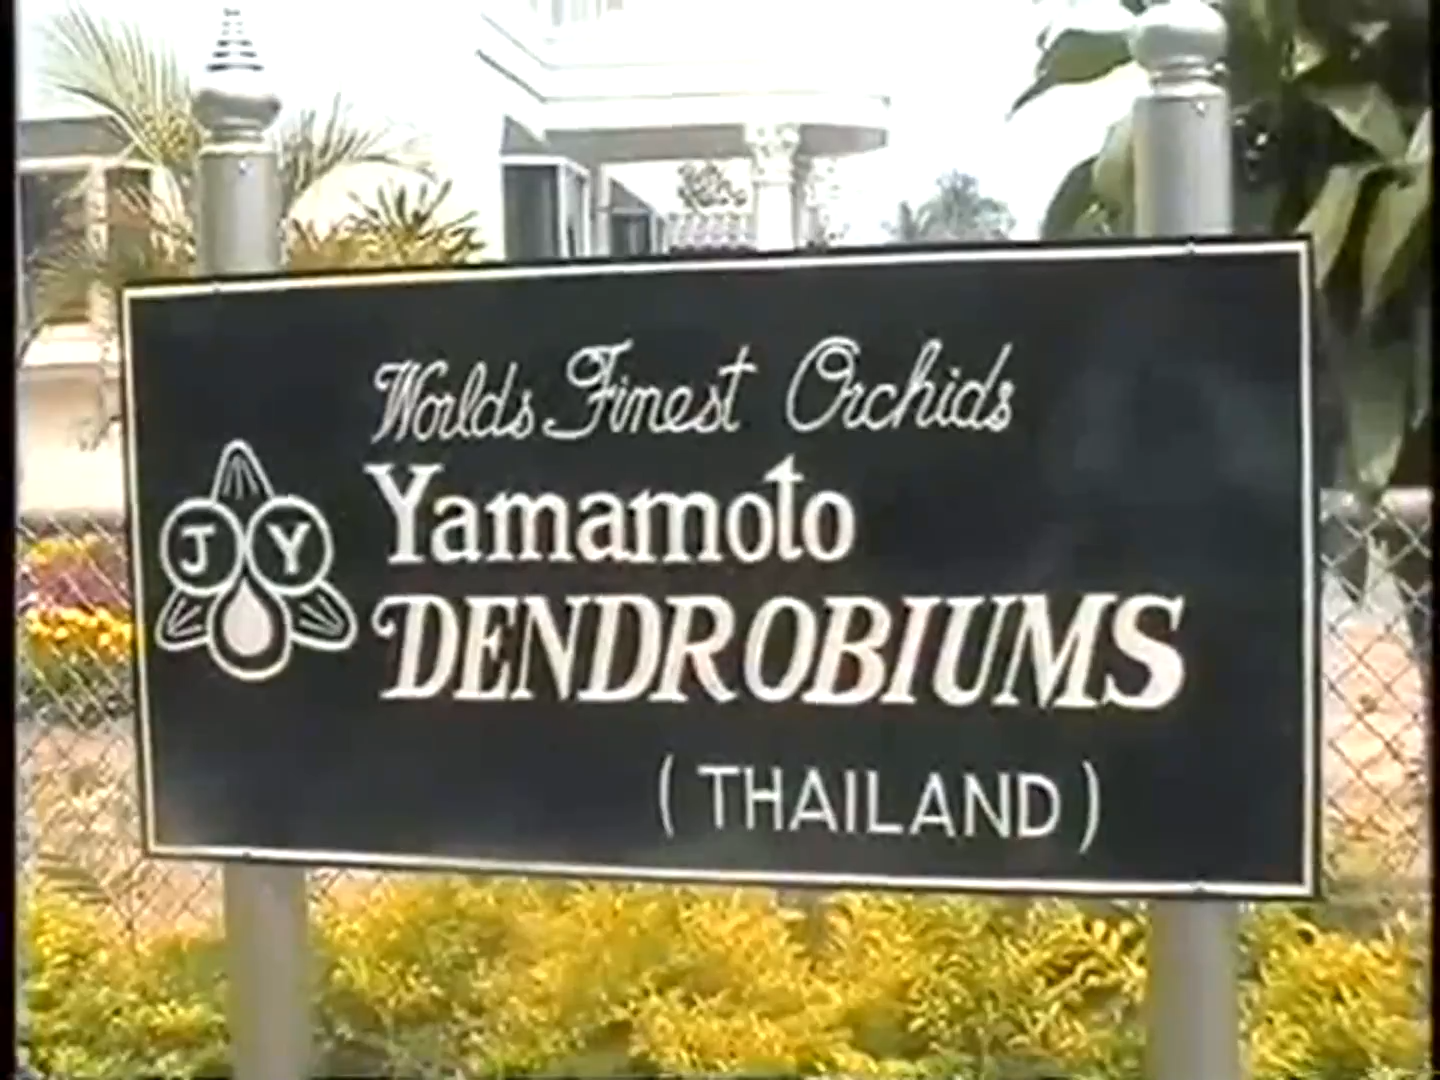 Worlds Finest Orchids
J Y
Yamamoto
DENDROBIUMS
(THAILAND)